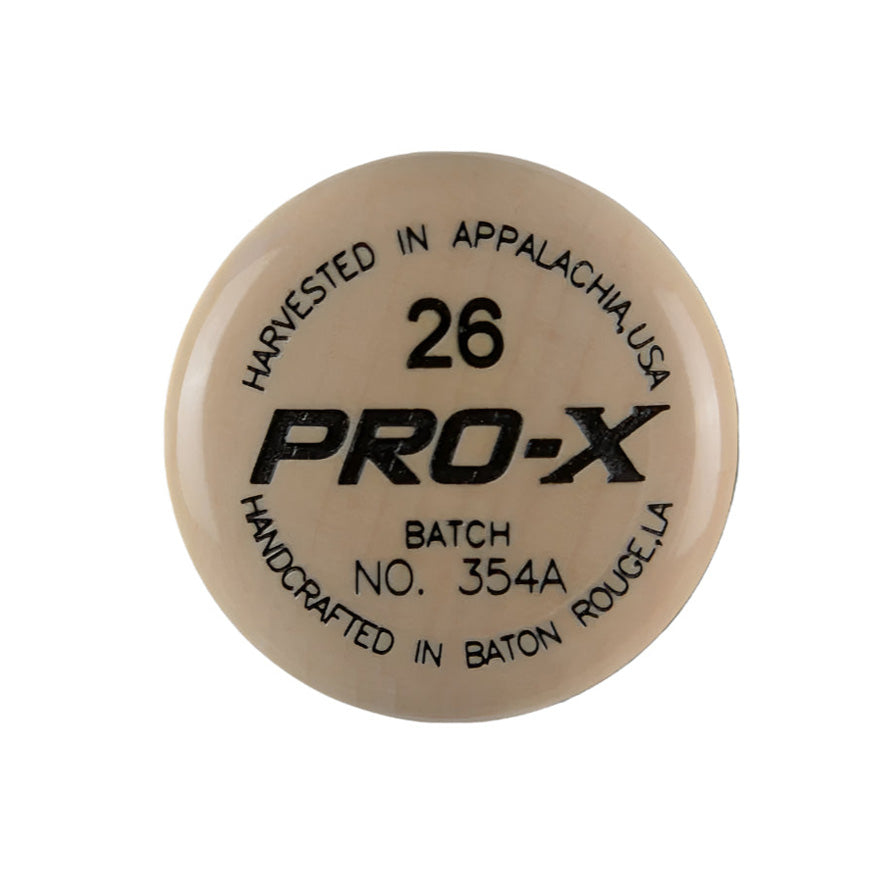 HARVESTED IN APPALACHIA, USA
26
PRO-X
BATCH
NO. 354A
HANDCRAFTED IN BATON ROUGE, LA